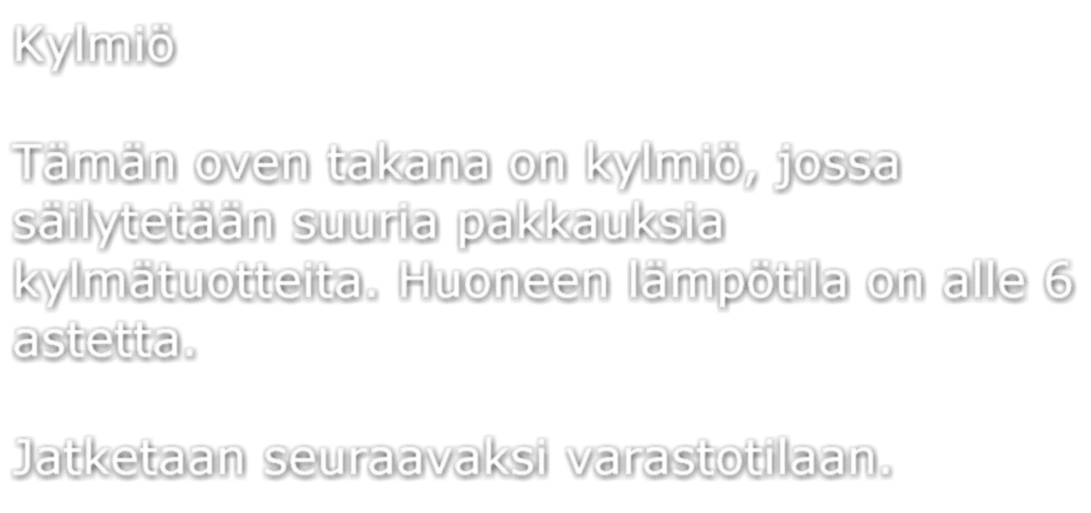 Kylmiö
Tämän oven takana on kylmiö, jossa
säilytetään suuria pakkauksia
kylmätuotteita. Huoneen lämpötila on alle 6
astetta.
Jatketaan seuraavaksi varastotilaan.